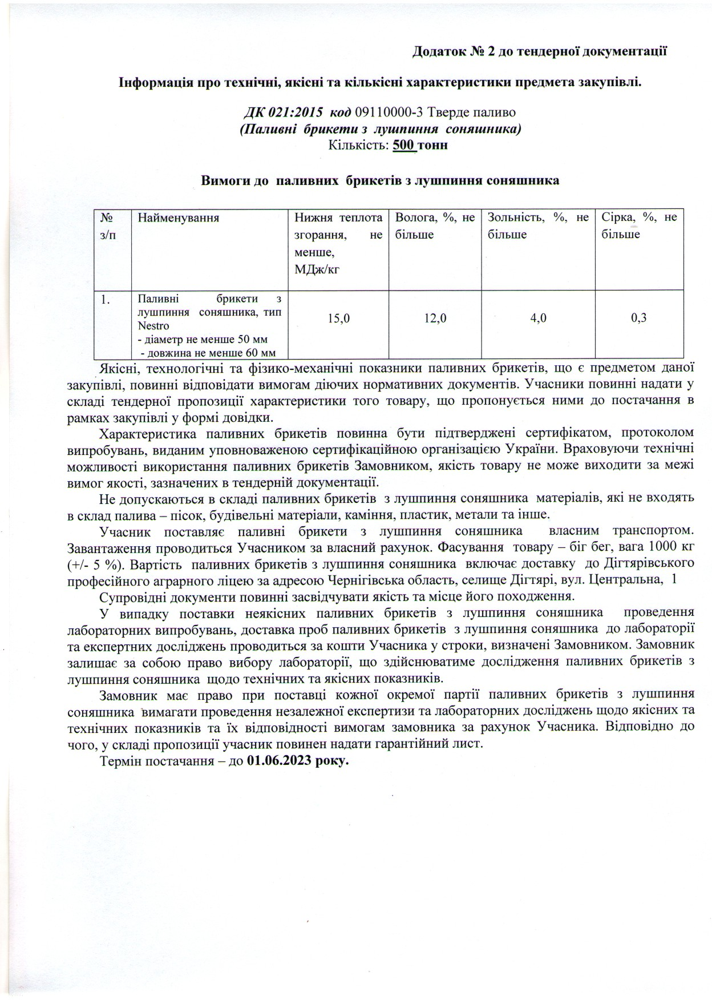 Додаток № 2 до тендерної документації
Інформація про технічні, якісні та кількісні характеристики предмета закупівлі.
ДК 021:2015 код 09110000-3 Тверде паливо
(Паливні брикети з лушпиння соняшника)
Кількість: 500 тонн
Вимоги до паливних брикетів з лушпиння соняшника
№ з/п
Найменування
Нижня теплота
згорання, не
менше,
МДж/кг
Волога, %, не
більше
Зольність, %, не
більше
Сірка, %, не
більше
1.
Паливні брикети з
лушпиння соняшника, тип
Nestro
- діаметр не менше 50 мм
- довжина не менше 60 мм
15,0
12,0
4,0
0,3
Якісні, технологічні та фізико-механічні показники паливних брикетів, що є предметом даної
закупівлі, повинні відповідати вимогам діючих нормативних документів. Учасники повинні надати у
складі тендерної пропозиції характеристики того товару, що пропонується ними до постачання в
рамках закупівлі у формі довідки.
Характеристика паливних брикетів повинна бути підтверджені сертифікатом, протоколом
випробувань, виданим уповноваженою сертифікаційною організацією України. Враховуючи технічні
можливості використання паливних брикетів Замовником, якість товару не може виходити за межі
вимог якості, зазначених в тендерній документації.
Не допускаються в складі паливних брикетів з лушпиння соняшника матеріалів, які не входять
в склад палива – пісок, будівельні матеріали, каміння, пластик, метали та інше.
Учасник поставляє паливні брикети з лушпиння соняшника власним транспортом.
Завантаження проводиться Учасником за власний рахунок. Фасування товару – біг бег, вага 1000 кг
(+/- 5 %). Вартість паливних брикетів з лушпиння соняшника включає доставку до Дігтярівського
професійного аграрного ліцею за адресою Чернігівська область, селище Дігтярі, вул. Центральна, 1
Супровідні документи повинні засвідчувати якість та місце його походження.
У випадку поставки неякісних паливних брикетів з лушпиння соняшника проведення
лабораторних випробувань, доставка проб паливних брикетів з лушпиння соняшника до лабораторії
та експертних досліджень проводиться за кошти Учасника у строки, визначені Замовником. Замовник
залишає за собою право вибору лабораторії, що здійснюватиме дослідження паливних брикетів з
лушпиння соняшника щодо технічних та якісних показників.
Замовник має право при поставці кожної окремої партії паливних брикетів з лушпиння
соняшника вимагати проведення незалежної експертизи та лабораторних досліджень щодо якісних та
технічних показників та їх відповідності вимогам замовника за рахунок Учасника. Відповідно до
чого, у складі пропозиції учасник повинен надати гарантійний лист.
Термін постачання – до 01.06.2023 року.